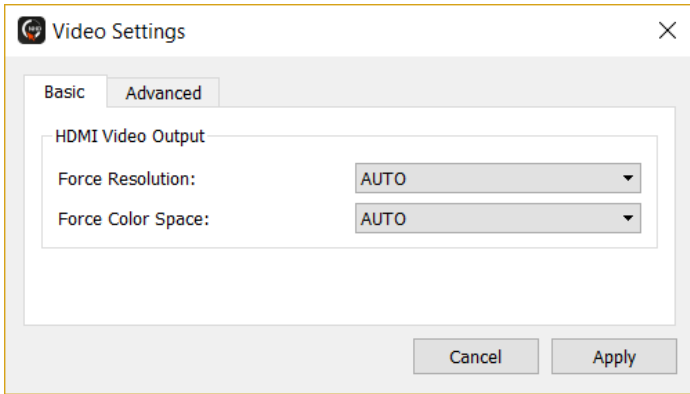 Video Settings
Basic Advanced
HDMI Video Output
Force Resolution: AUTO
Force Color Space: AUTO
Cancel Apply